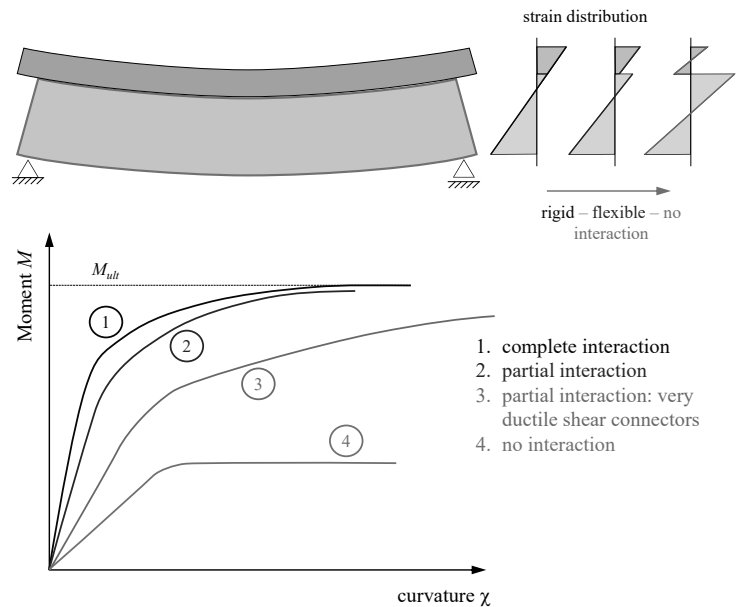 strain distribution
rigid – flexible – no
interaction
Moment M
M_ult
1
2
3
4
1. complete interaction
2. partial interaction
3. partial interaction: very
ductile shear connectors
4. no interaction
curvature χ